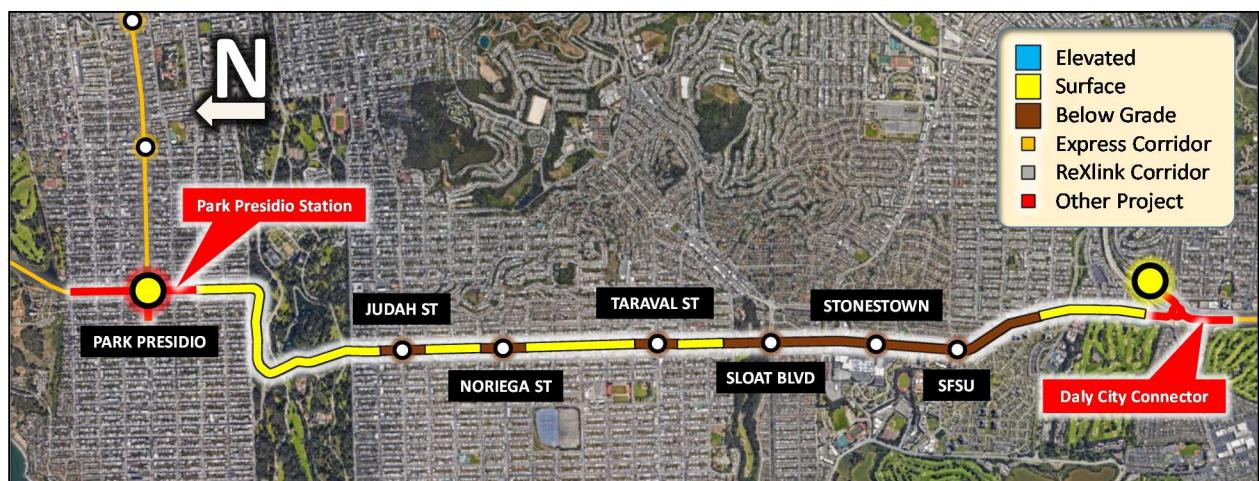 N
Elevated
Surface
Below Grade
Express Corridor
ReXlink Corridor
Other Project
Park Presidio Station
PARK PRESIDIO
JUDAH ST
NORIEGA ST
TARAVAL ST
SLOAT BLVD
STONESTOWN
SFSU
Daly City Connector